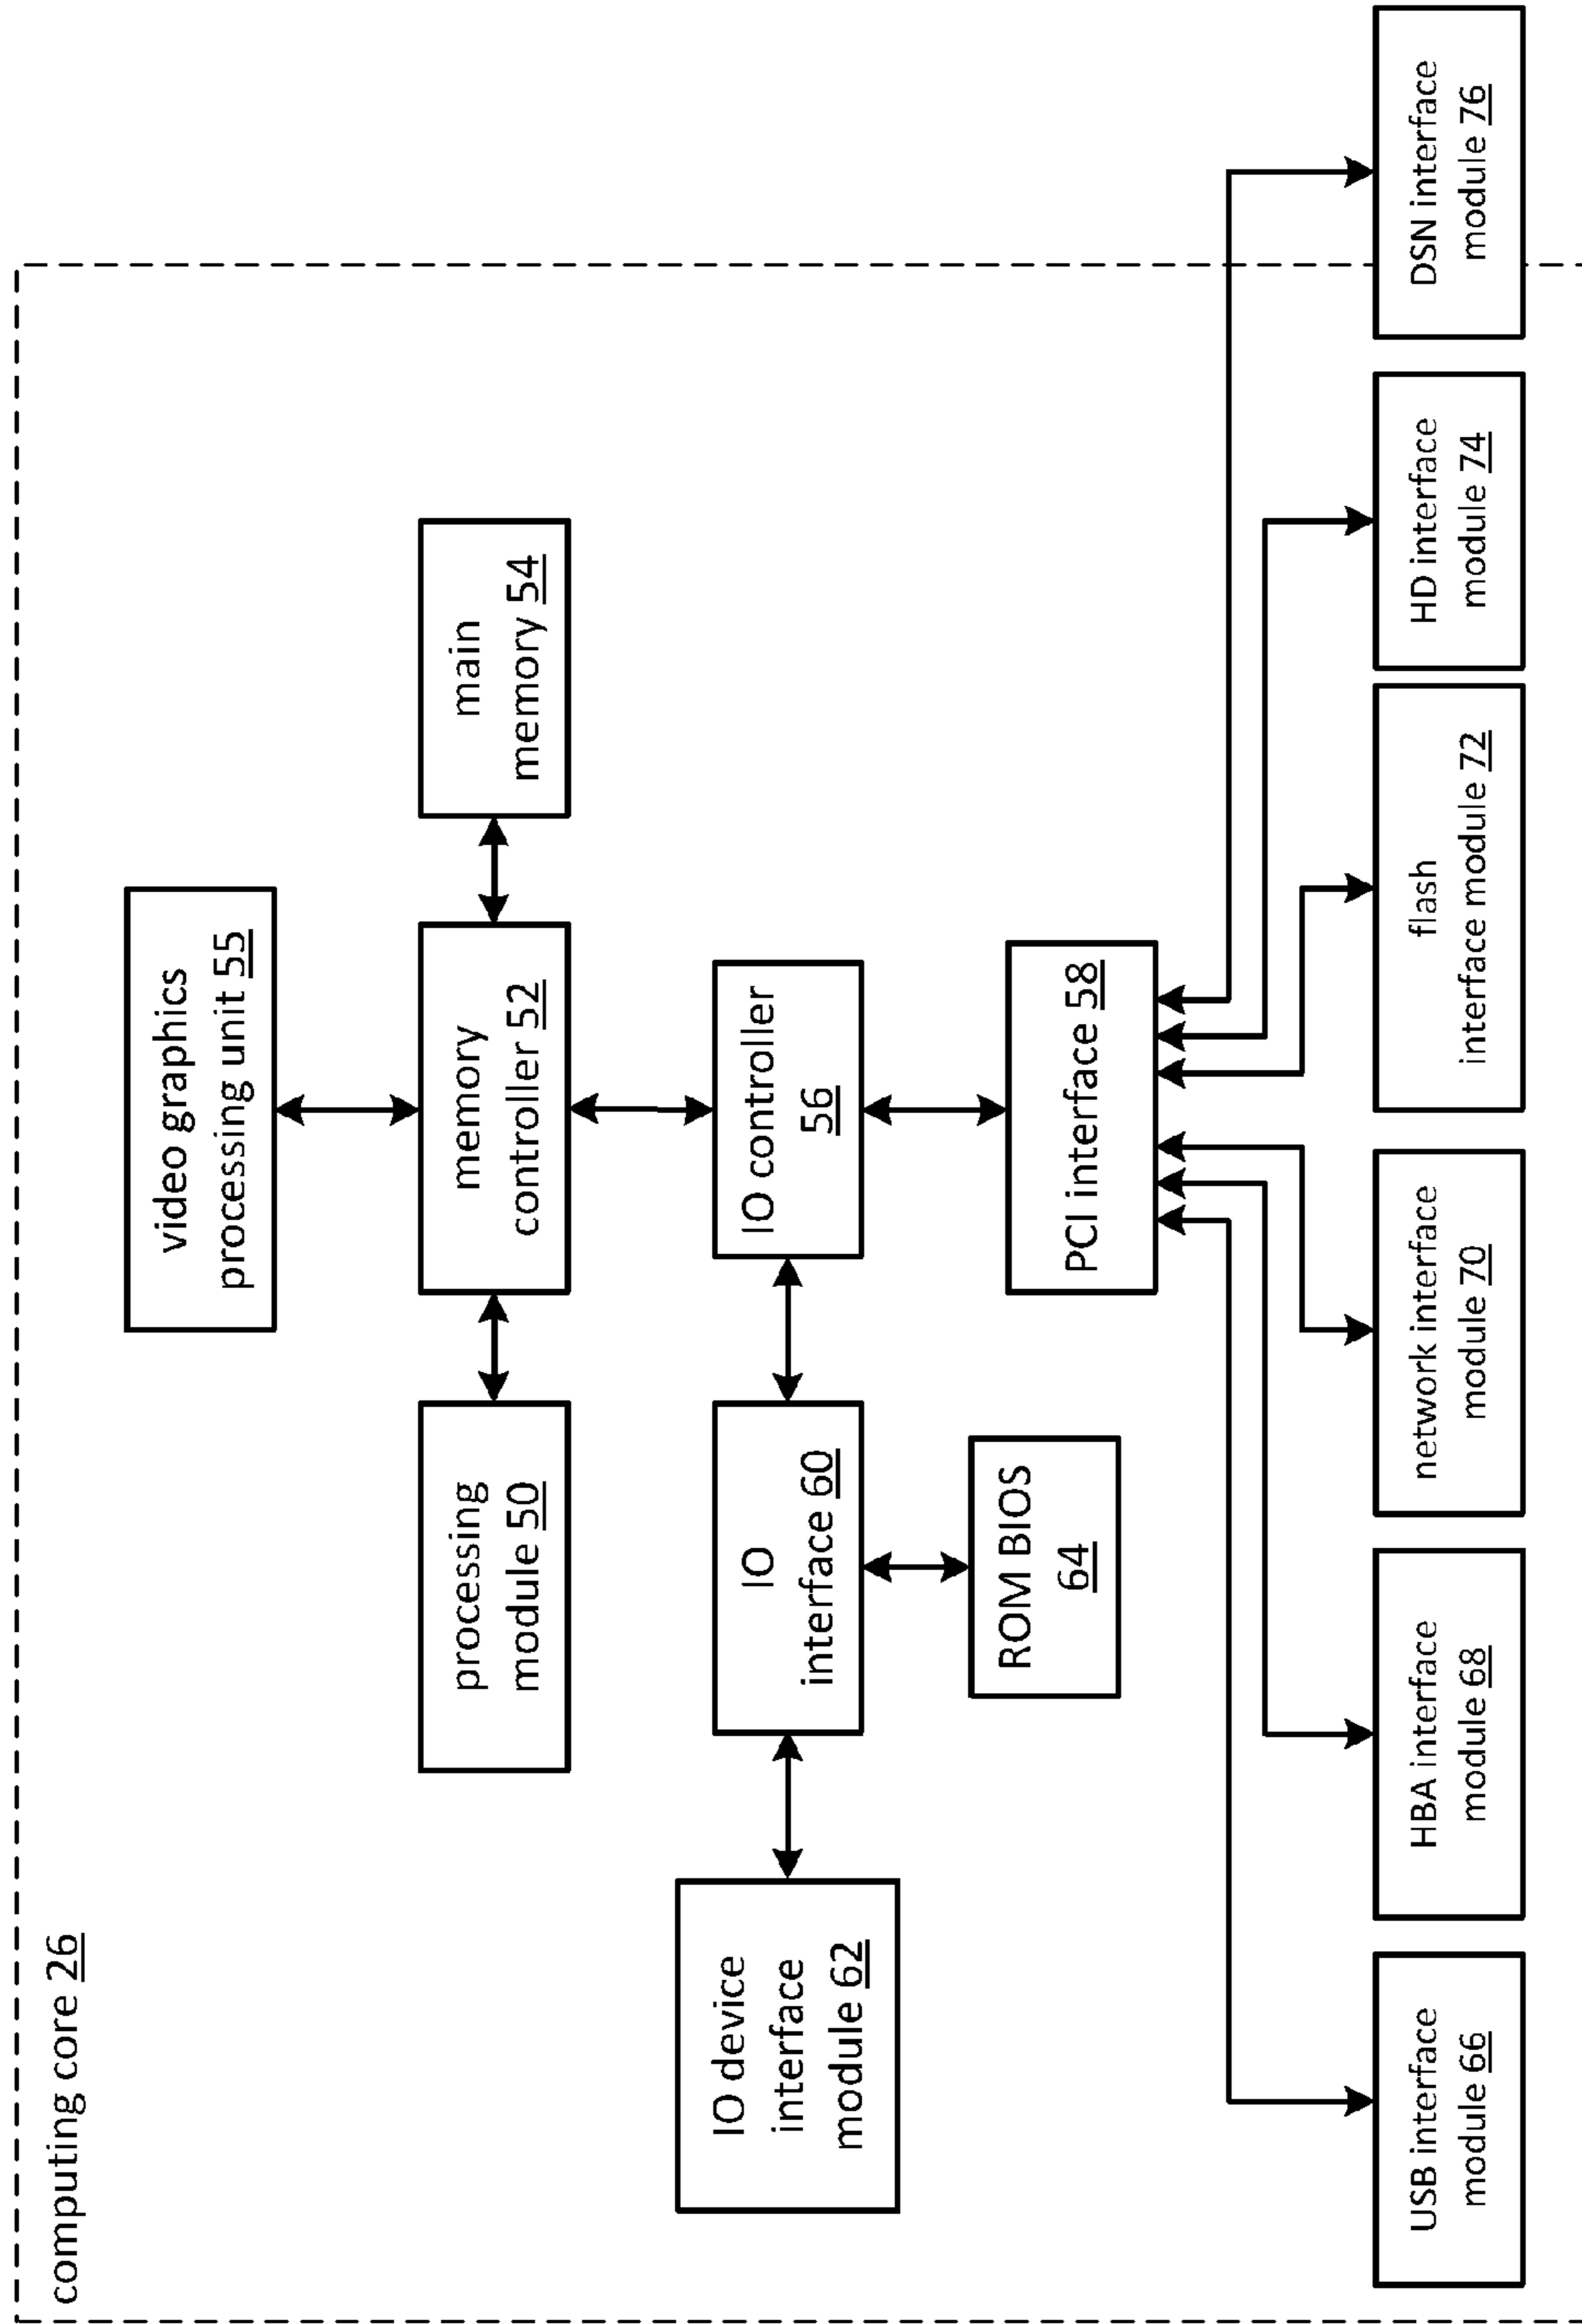 computing core 26
video graphics
processing unit 55
processing
module 50
memory
controller 52
main
memory 54
IO device
interface
module 62
IO
interface 60
IO controller
56
ROM BIOS
64
PCI interface 58
USB interface
module 66
HBA interface
module 68
network interface
module 70
flash
interface module 72
HD interface
module 74
DSN interface
module 76